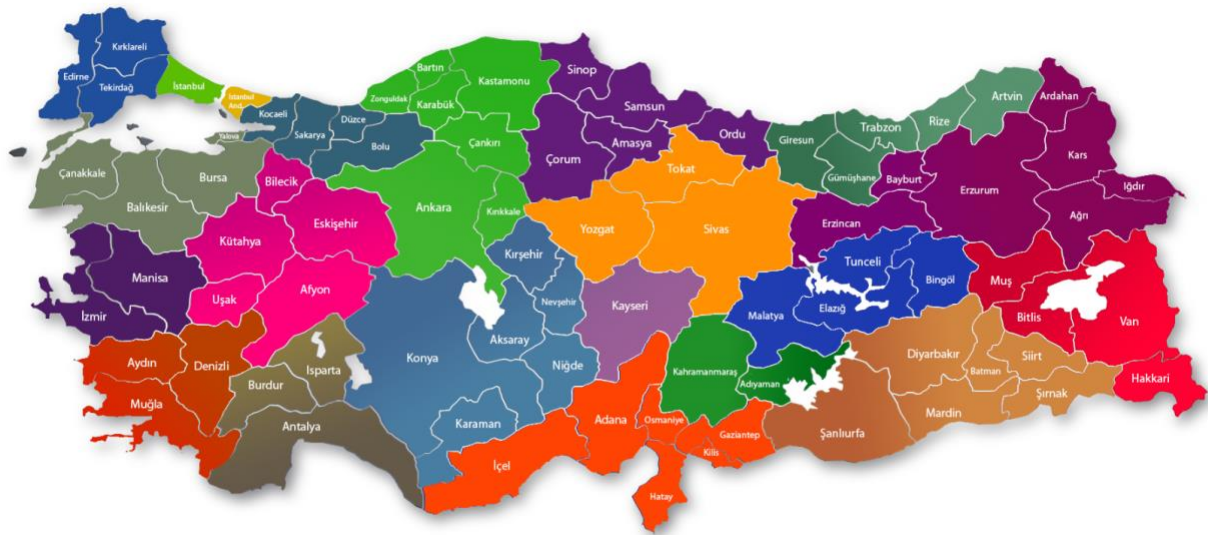 Kırklareli
Edirne
Tekirdağ
İstanbul
İstanbul
And.
Kocaeli
Yalova
Sakarya
Düzce
Bolu
Zonguldak
Bartın
Karabük
Kastamonu
Çankırı
Ankara
Kırıkkale
Sinop
Samsun
Çorum
Amasya
Ordu
Tokat
Yozgat
Sivas
Giresun
Trabzon
Gümüşhane
Rize
Artvin
Ardahan
Kars
Iğdır
Ağrı
Erzurum
Bayburt
Erzincan
Çanakkale
Balıkesir
Bursa
Bilecik
Eskişehir
Kütahya
Uşak
Afyon
Manisa
İzmir
Aydın
Denizli
Muğla
Burdur
Isparta
Antalya
Konya
Kırşehir
Nevşehir
Aksaray
Niğde
Karaman
Kayseri
Adana
İçel
Osmaniye
Hatay
Gaziantep
Kilis
Kahramanmaraş
Adıyaman
Malatya
Elazığ
Tunceli
Bingöl
Muş
Bitlis
Van
Hakkari
Diyarbakır
Batman
Siirt
Şırnak
Mardin
Şanlıurfa